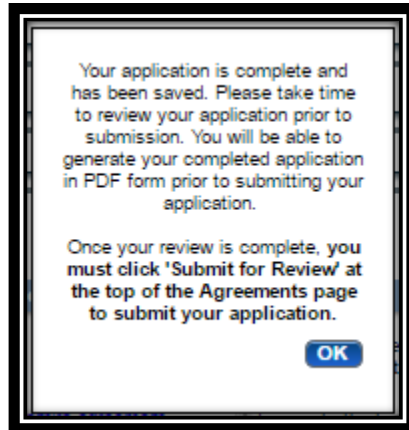 Your application is complete and
has been saved. Please take time
to review your application prior to
submission. You will be able to
generate your completed application
in PDF form prior to submitting your
application.
Once your review is complete, you
must click 'Submit for Review' at
the top of the Agreements page
to submit your application.
OK